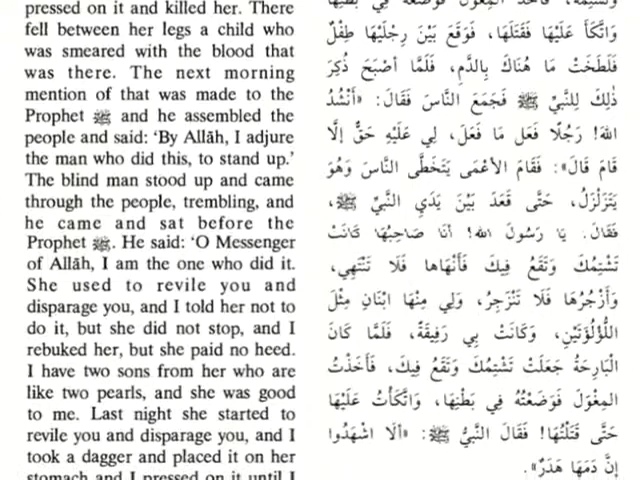 pressed on it and killed her. There
fell between her legs a child who
was smeared with the blood that
was there. The next morning
mention of that was made to the
Prophet ﷺ and he assembled the
people and said: ‘By Allāh, I adjure
the man who did this, to stand up.’
The blind man stood up and came
through the people, trembling, and
he came and sat before the
Prophet ﷺ. He said: ‘O Messenger
of Allāh, I am the one who did it.
She used to revile you and
disparage you, and I told her not to
do it, but she did not stop, and I
rebuked her, but she paid no heed.
I have two sons from her who are
like two pearls, and she was good
to me. Last night she started to
revile you and disparage you, and I
took a dagger and placed it on her
stomach and I pressed on it until I
وَتَشْتِمُهُ، فَأَخَذَ الْمِغْوَلَ فَوَضَعَهُ فِي بَطْنِهَا
وَاتَّكَأَ عَلَيْهَا فَقَتَلَهَا، فَوَقَعَ بَيْنَ رِجْلَيْهَا طِفْلٌ
فَلَطَخَتْ مَا هُنَاكَ بِالدَّمِ، فَلَمَّا أَصْبَحَ ذُكِرَ
ذٰلِكَ لِلنَّبِيِّ ﷺ فَجَمَعَ النَّاسَ فَقَالَ: «أَنْشُدُ
اللهَ! رَجُلًا فَعَلَ مَا فَعَلَ، لِي عَلَيْهِ حَقٌّ إِلَّا
قَامَ قَالَ»: فَقَامَ الْأَعْمَى يَتَخَطَّى النَّاسَ وَهُوَ
يَتَزَلْزَلُ، حَتَّى قَعَدَ بَيْنَ يَدَيِ النَّبِيِّ ﷺ،
فَقَالَ: يَا رَسُولَ اللهِ! أَنَا صَاحِبُهَا كَانَتْ
تَشْتِمُكَ وَتَقَعُ فِيكَ فَأَنْهَاهَا فَلَا تَنْتَهِي،
وَأَزْجُرُهَا فَلَا تَنْزَجِرُ، وَلِي مِنْهَا ابْنَانِ مِثْلَ
اللُّؤْلُؤَتَيْنِ، وَكَانَتْ بِي رَفِيقَةً، فَلَمَّا كَانَ
الْبَارِحَةُ جَعَلَتْ تَشْتِمُكَ وَتَقَعُ فِيكَ، فَأَخَذْتُ
الْمِغْوَلَ فَوَضَعْتُهُ فِي بَطْنِهَا، وَاتَّكَأْتُ عَلَيْهَا
حَتَّى قَتَلْتُهَا! فَقَالَ النَّبِيُّ ﷺ: «أَلَا اشْهَدُوا
إِنَّ دَمَهَا هَدَرٌ».